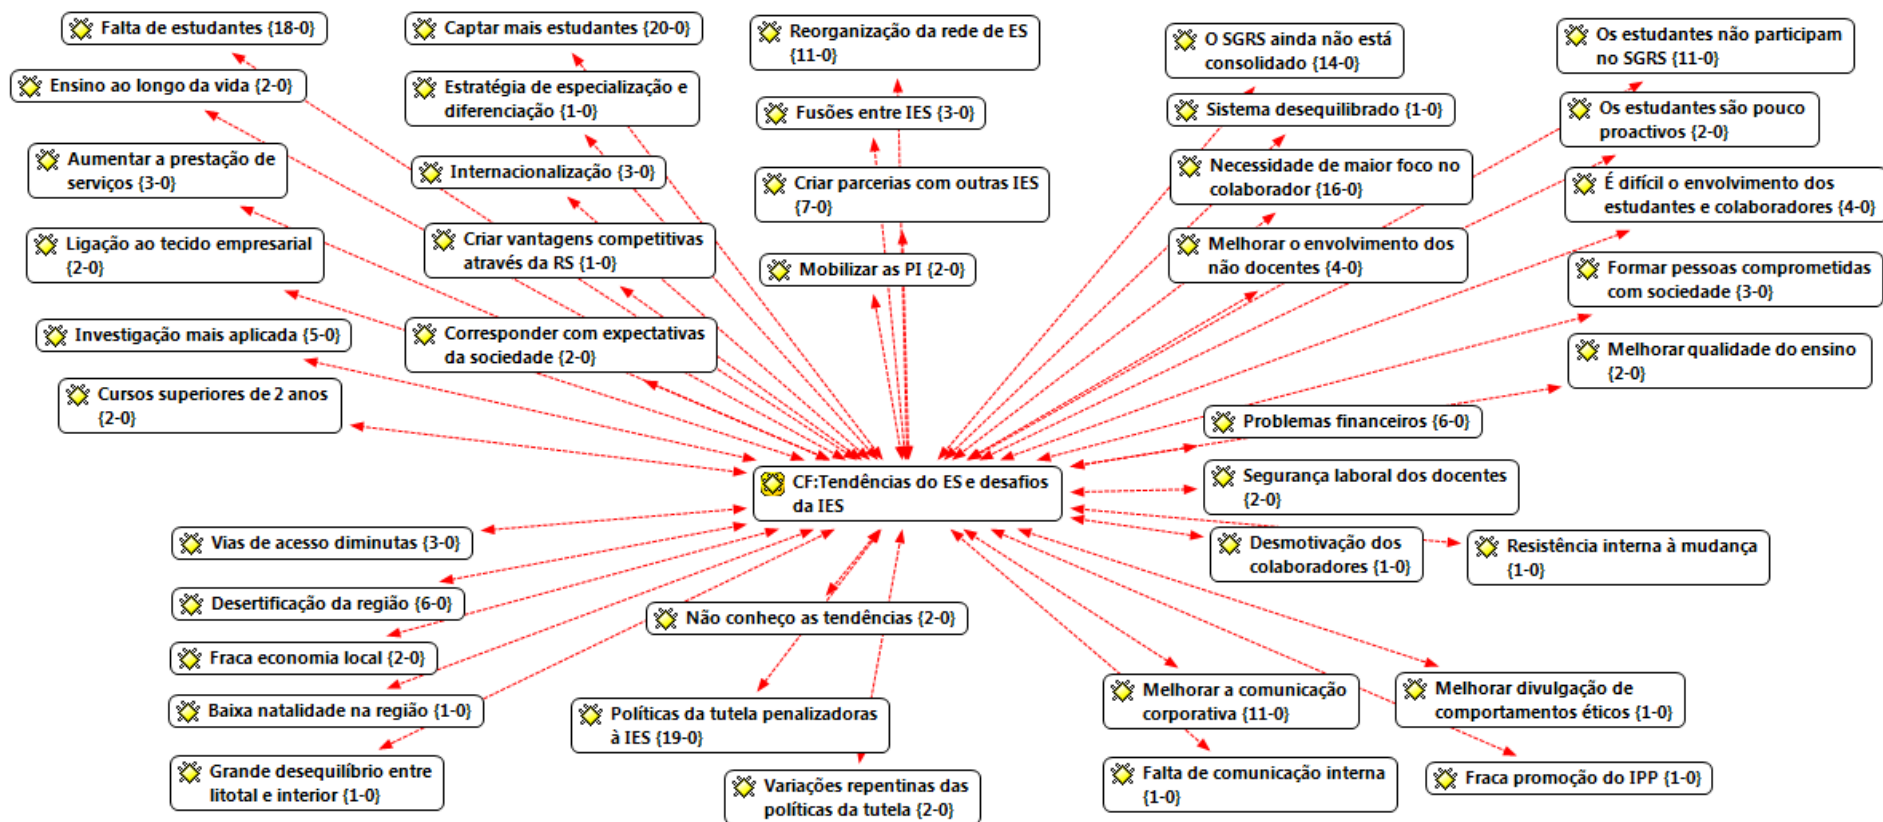 Falta de estudantes {18-0}
Ensino ao longo da vida {2-0}
Aumentar a prestação de
serviços {3-0}
Ligação ao tecido empresarial
{2-0}
Investigação mais aplicada {5-0}
Cursos superiores de 2 anos
{2-0}
Captar mais estudantes {20-0}
Estratégia de especialização e
diferenciação {1-0}
Internacionalização {3-0}
Criar vantagens competitivas
através da RS {1-0}
Corresponder com expectativas
da sociedade {2-0}
Reorganização da rede de ES
{11-0}
Fusões entre IES {3-0}
Criar parcerias com outras IES
{7-0}
Mobilizar as PI {2-0}
O SGRS ainda não está
consolidado {14-0}
Sistema desequilibrado {1-0}
Necessidade de maior foco no
colaborador {16-0}
Melhorar o envolvimento dos
não docentes {4-0}
Os estudantes não participam
no SGRS {11-0}
Os estudantes são pouco
proactivos {2-0}
É difícil o envolvimento dos
estudantes e colaboradores {4-0}
Formar pessoas comprometidas
com sociedade {3-0}
Melhorar qualidade do ensino
{2-0}
Problemas financeiros {6-0}
Segurança laboral dos docentes
{2-0}
Desmotivação dos
colaboradores {1-0}
Resistência interna à mudança
{1-0}
CF:Tendências do ES e desafios
da IES
Vias de acesso diminutas {3-0}
Desertificação da região {6-0}
Fraca economia local {2-0}
Baixa natalidade na região {1-0}
Grande desequilíbrio entre
litotal e interior {1-0}
Não conheço as tendências {2-0}
Políticas da tutela penalizadoras
à IES {19-0}
Variações repentinas das
políticas da tutela {2-0}
Melhorar a comunicação
corporativa {11-0}
Falta de comunicação interna
{1-0}
Melhorar divulgação de
comportamentos éticos {1-0}
Fraca promoção do IPP {1-0}